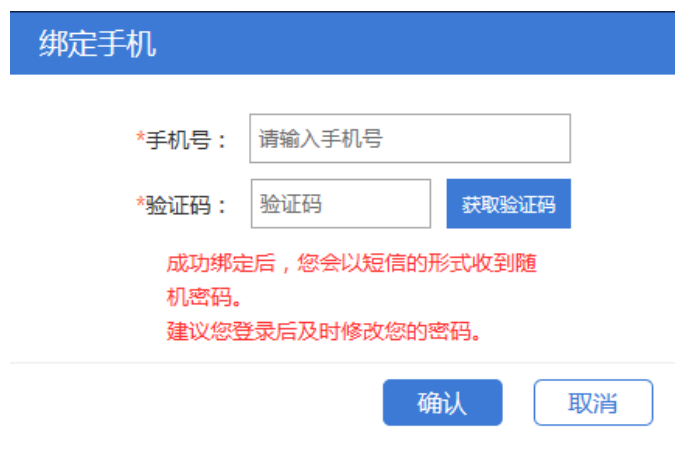 绑定手机
*手机号： 请输入手机号
*验证码： 验证码 获取验证码
成功绑定后，您会以短信的形式收到随
机密码。
建议您登录后及时修改您的密码。
确认 取消